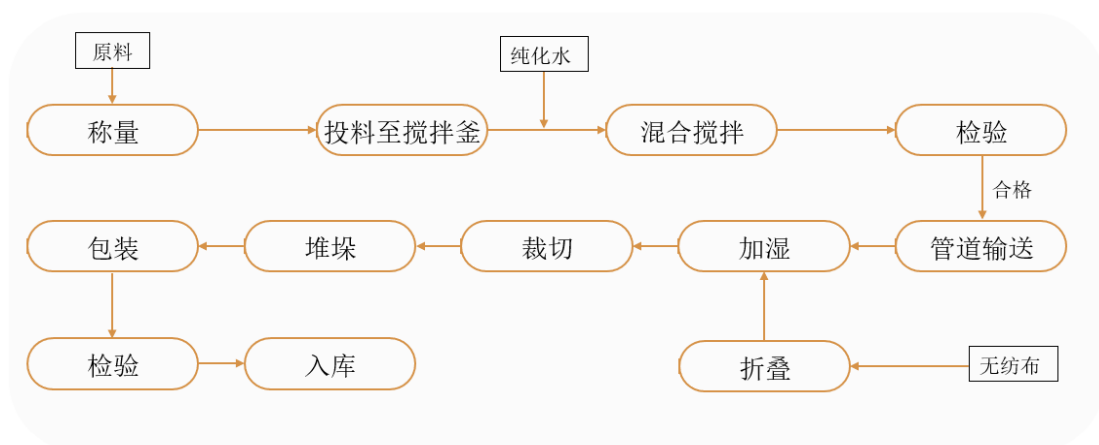 原料
纯化水
称量
投料至搅拌釜
混合搅拌
检验
合格
包装
堆垛
裁切
加湿
管道输送
检验
入库
折叠
无纺布